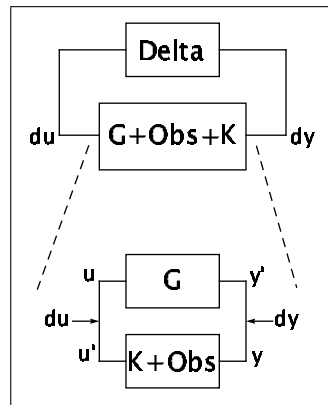 Delta
du G+Obs+K dy
u G y'
du dy
u' K+Obs y